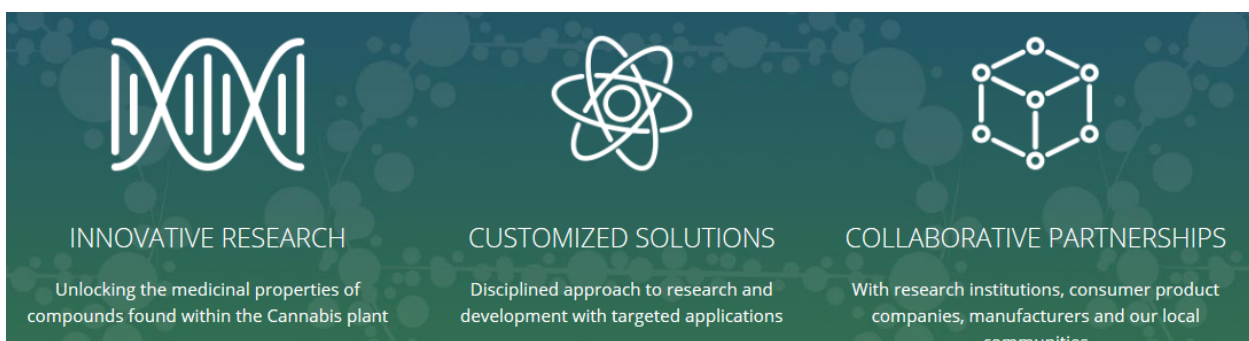 INNOVATIVE RESEARCH
Unlocking the medicinal properties of
compounds found within the Cannabis plant
CUSTOMIZED SOLUTIONS
Disciplined approach to research and
development with targeted applications
COLLABORATIVE PARTNERSHIPS
With research institutions, consumer product
companies, manufacturers and our local
communities